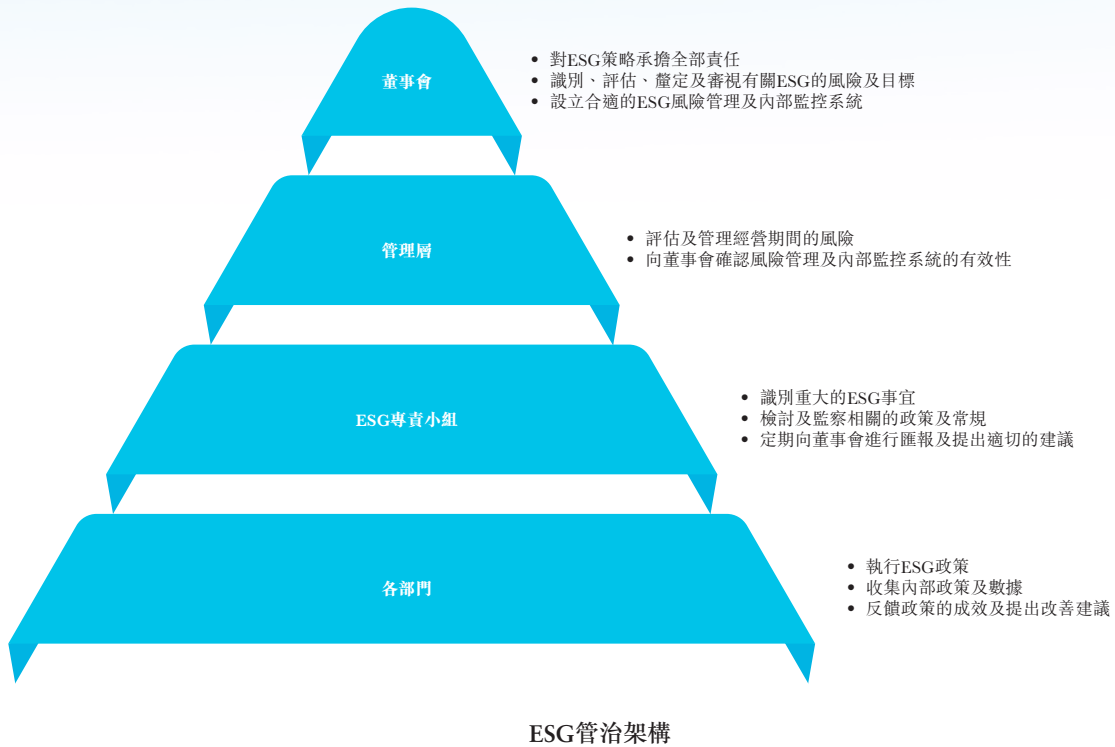 董事會
• 對ESG策略承擔全部責任
• 識別、評估、釐定及審視有關ESG的風險及目標
• 設立合適的ESG風險管理及內部監控系統
管理層
• 評估及管理經營期間的風險
• 向董事會確認風險管理及內部監控系統的有效性
ESG專責小組
• 識別重大的ESG事宜
• 檢討及監察相關的政策及常規
• 定期向董事會進行匯報及提出適切的建議
各部門
• 執行ESG政策
• 收集內部政策及數據
• 反饋政策的成效及提出改善建議
ESG管治架構